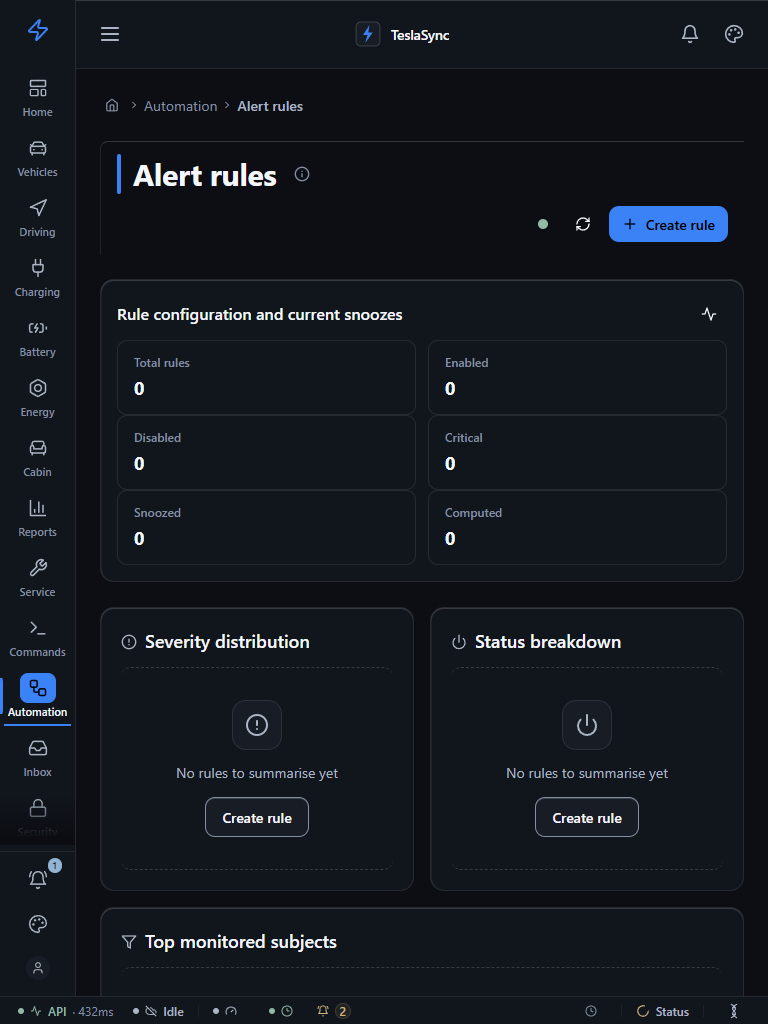 TeslaSync
Home
Vehicles
Driving
Charging
Battery
Energy
Cabin
Reports
Service
Commands
Automation
Inbox
Security
1
Automation
Alert rules
Alert rules
Create rule
Rule configuration and current snoozes
Total rules
0
Enabled
0
Disabled
0
Critical
0
Snoozed
0
Computed
0
Severity distribution
No rules to summarise yet
Create rule
Status breakdown
No rules to summarise yet
Create rule
Top monitored subjects
API · 432ms
Idle
2
Status